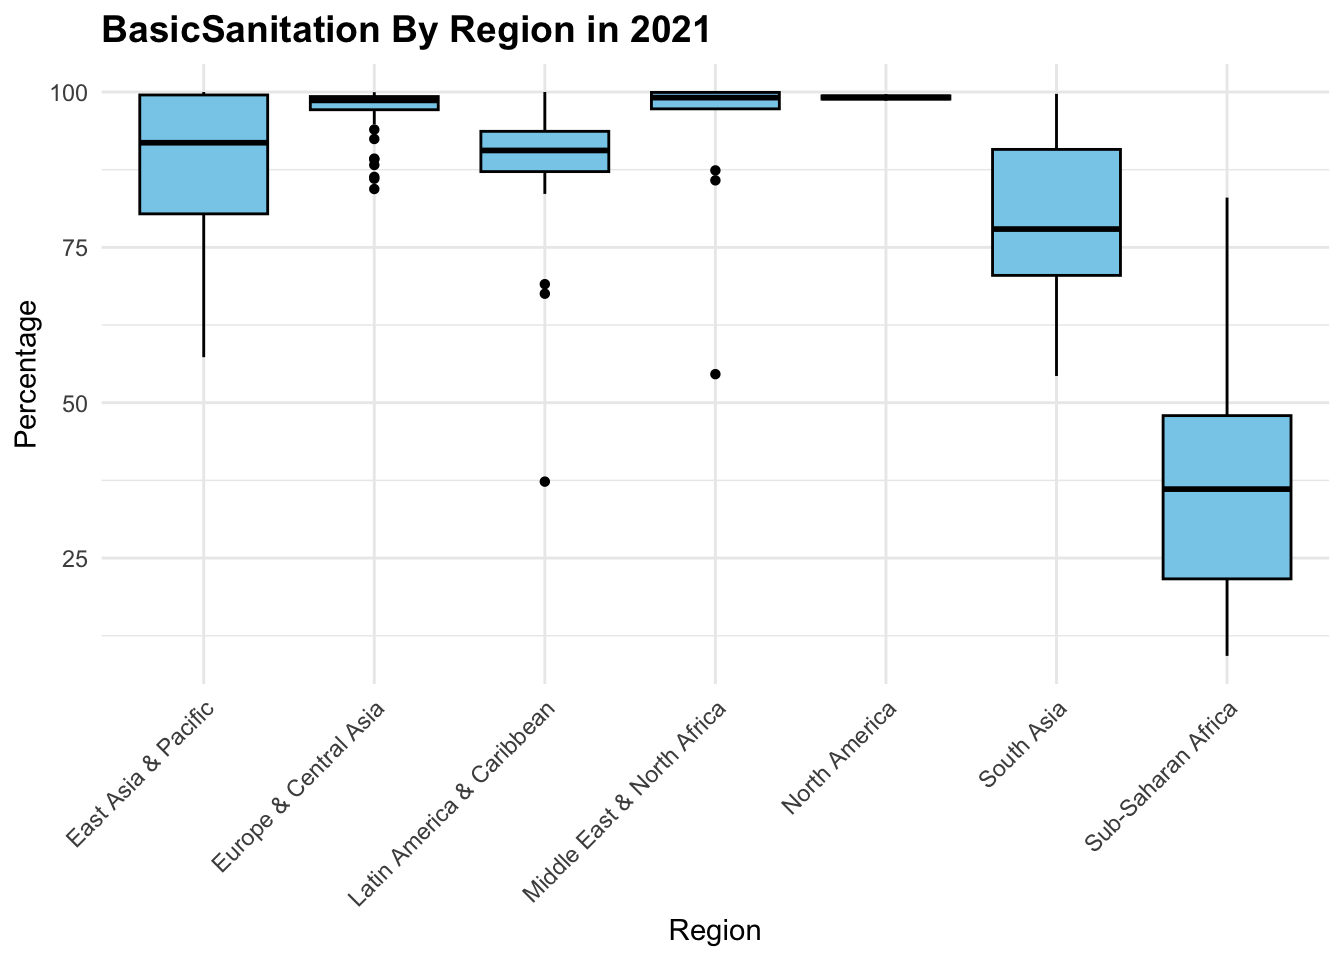 BasicSanitation By Region in 2021
Percentage
100
75
50
25
East Asia & Pacific
Europe & Central Asia
Latin America & Caribbean
Middle East & North Africa
North America
South Asia
Sub-Saharan Africa
Region